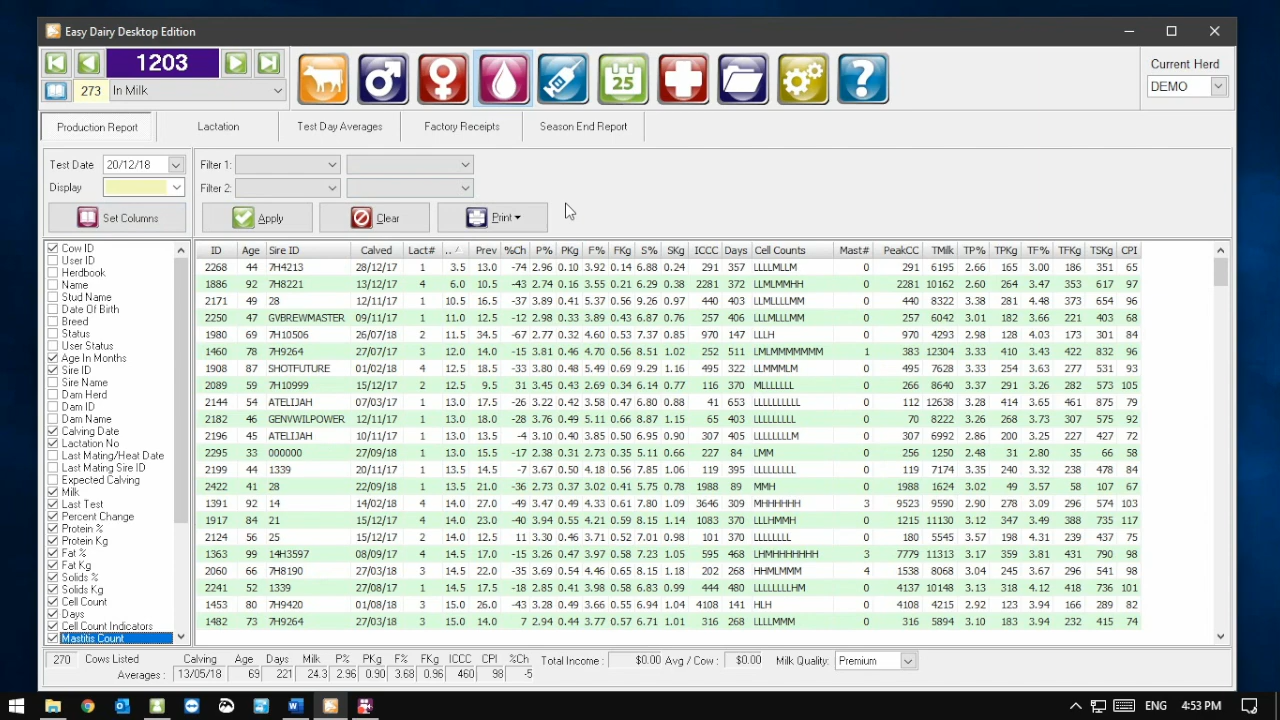 Easy Dairy Desktop Edition
1203
273 In Milk
25
?
Current Herd
DEMO
Production Report Lactation Test Day Averages Factory Receipts Season End Report
Test Date 20/12/18 Filter 1:
Display Filter 2:
Set Columns Apply Clear Print
Cow ID
User ID
Herdbook
Name
Stud Name
Date Of Birth
Breed
Status
User Status
Age In Months
Sire ID
Sire Name
Dam Herd
Dam ID
Dam Name
Calving Date
Lactation No
Last Mating/Heat Date
Last Mating Sire ID
Expected Calving
Milk
Last Test
Percent Change
Protein %
Protein Kg
Fat %
Fat Kg
Solids %
Solids Kg
Cell Count
Days
Cell Count Indicators
Mastitis Count
ID Age Sire ID Calved Lact# .. Prev %Ch P% PKg F% FKg S% SKg ICCC Days Cell Counts Mast# PeakCC TMilk TP% TPKg TF% TFKg TSKg CPI
2268 44 7H4213 28/12/17 1 3.5 13.0 -74 2.96 0.10 3.92 0.14 6.88 0.24 291 357 LLLLMLLM 0 291 6195 2.66 165 3.00 186 351 65
1886 92 7H8221 13/12/17 4 6.0 10.5 -43 2.74 0.16 3.55 0.21 6.29 0.38 2281 372 LLMLMMHH 0 2281 10162 2.60 264 3.47 353 617 97
2171 49 28 12/11/17 1 10.5 16.5 -37 3.89 0.41 5.37 0.56 9.26 0.97 440 403 LLMLLLLMM 0 440 8322 3.38 281 4.48 373 654 96
2250 47 GVBREWMASTER 09/11/17 1 11.0 12.5 -12 2.98 0.33 3.89 0.43 6.87 0.76 257 406 LLLMLLLMM 0 257 6042 3.01 182 3.66 221 403 68
1980 69 7H10506 26/07/18 2 11.5 34.5 -67 2.77 0.32 4.60 0.53 7.37 0.85 970 147 LLLH 0 970 4293 2.98 128 4.03 173 301 84
1460 78 7H9264 27/07/17 3 12.0 14.0 -15 3.81 0.46 4.70 0.56 8.51 1.02 252 511 LMLMMMMMM 1 383 12304 3.33 410 3.43 422 832 96
1908 87 SHOTFUTURE 01/02/18 4 12.5 18.5 -33 3.80 0.48 5.49 0.69 9.29 1.16 495 322 LLMMMLM 0 495 7628 3.33 254 3.63 277 531 93
2089 59 7H10999 15/12/17 2 12.5 9.5 31 3.45 0.43 2.69 0.34 6.14 0.77 116 370 MLLLLLLL 0 266 8640 3.37 291 3.26 282 573 105
2144 54 ATELIJAH 07/03/17 1 12.5 17.5 -26 3.42 0.42 3.58 0.47 6.80 0.88 41 653 LLLLLLLLLL 0 112 12638 3.28 414 3.65 461 875 79
2182 46 GENVWILPOWER 12/11/17 1 13.0 18.0 -28 3.76 0.49 5.11 0.66 8.87 1.15 65 403 LLLLLLLLL 0 70 8222 3.26 268 3.73 307 575 92
2196 45 ATELIJAH 10/11/17 1 13.0 13.5 -4 3.10 0.40 3.85 0.50 6.95 0.90 307 405 LLLLLLLLM 0 307 6992 2.86 200 3.25 227 427 72
2295 33 000000 27/09/18 1 13.0 15.5 -17 2.38 0.31 2.73 0.35 5.11 0.66 227 84 LMM 0 256 1250 2.48 31 2.80 35 66 58
2199 44 1339 20/11/17 1 13.5 14.5 -7 3.67 0.50 4.18 0.56 7.85 1.06 119 395 LLLLLLLLL 0 119 7174 3.35 240 3.32 238 478 84
2422 41 28 22/09/18 1 13.5 21.0 -36 2.73 0.37 3.02 0.41 5.75 0.78 1988 89 MMH 0 1988 1624 3.02 49 3.57 58 107 67
1391 92 14 14/02/18 4 14.0 27.0 -49 3.47 0.49 4.33 0.61 7.80 1.09 3646 309 MHHHHHH 3 9523 9590 2.90 278 3.09 296 574 103
1917 84 21 15/12/17 4 14.0 23.0 -40 3.94 0.55 4.21 0.59 8.15 1.14 1083 370 LLLHMMH 0 1215 11130 3.12 347 3.49 388 735 117
2124 56 25 15/12/17 2 14.0 12.5 11 3.30 0.46 3.71 0.52 7.01 0.98 101 370 LLLLLLLL 0 180 5545 3.57 198 4.31 239 437 75
1363 99 14H3597 08/09/17 4 14.5 17.0 -15 3.26 0.47 3.97 0.58 7.23 1.05 595 468 LHMHHHHHHH 3 7779 11313 3.17 359 3.81 431 790 98
2060 66 7H8190 27/03/18 3 14.5 22.0 -35 3.69 0.54 4.46 0.65 8.15 1.18 202 268 HHMLMMM 4 1538 8068 3.04 245 3.67 296 541 98
2241 52 1339 27/08/17 1 14.5 17.5 -18 2.85 0.41 3.98 0.58 6.83 0.99 444 480 LLLLLLLLHM 0 4137 10148 3.13 318 4.12 418 736 101
1453 80 7H9420 01/08/18 3 15.0 26.0 -43 3.28 0.49 3.66 0.55 6.94 1.04 4108 141 HLH 0 4108 4215 2.92 123 3.94 166 289 82
1482 73 7H9264 27/03/18 3 15.0 14.0 7 2.94 0.44 3.77 0.57 6.71 1.01 316 268 LLLLMMM 0 316 5894 3.10 183 3.94 232 415 74
270 Cows Listed Calving Age Days Milk P% PKg F% FKg ICCC CPI %Ch Total Income : $0.00 Avg / Cow : $0.00 Milk Quality: Premium
Averages : 13/05/18 69 221 24.3 2.96 0.90 3.68 0.96 460 98 -5
ENG 4:53 PM